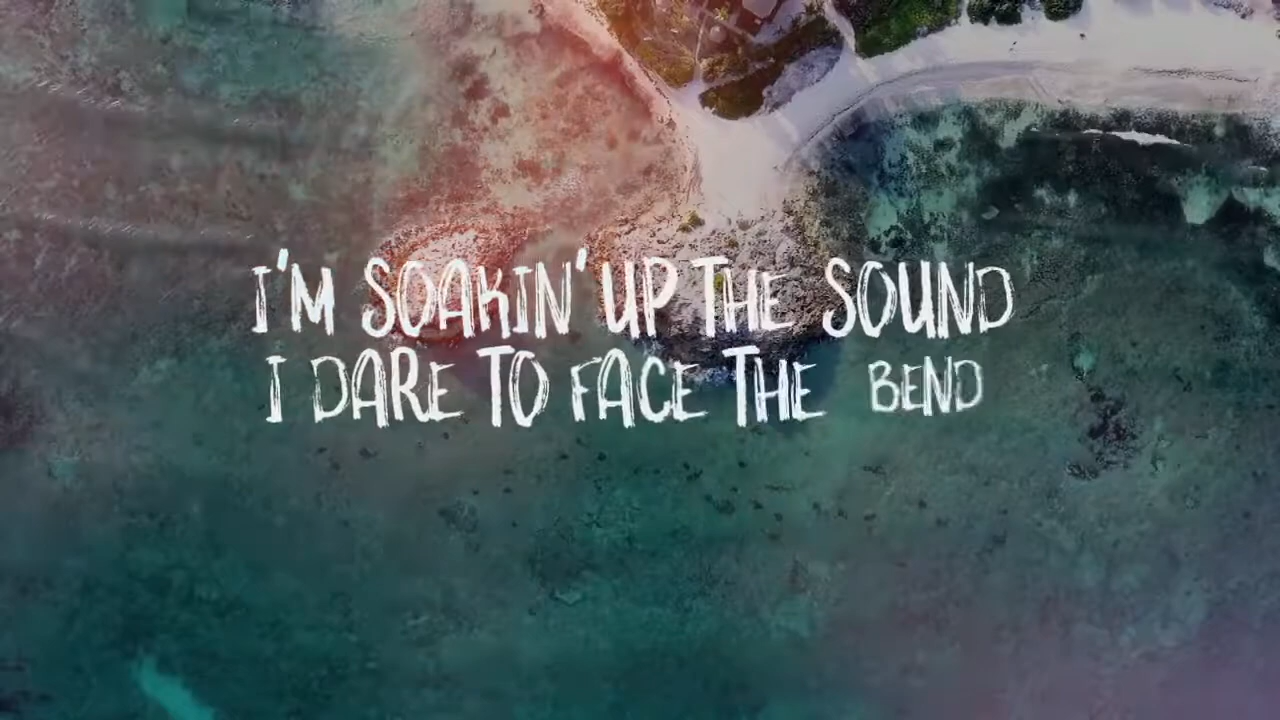 I'M SOAKIN' UP THE SOUND
I DARE TO FACE THE BEND